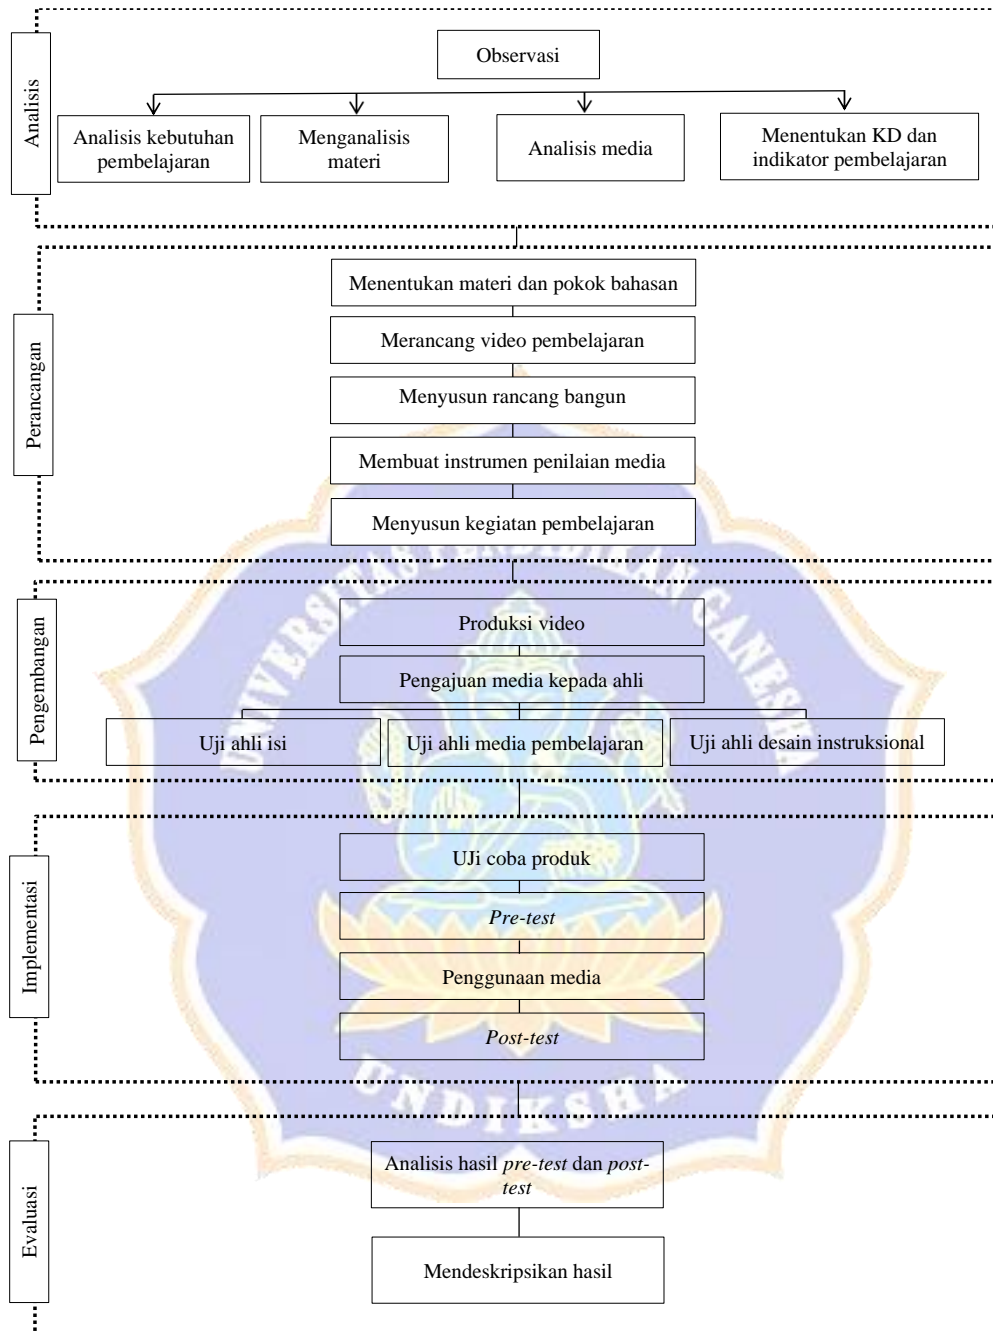 Analisis
Observasi
Analisis kebutuhan
pembelajaran
Menganalisis
materi
Analisis media
Menentukan KD dan
indikator pembelajaran
Perancangan
Menentukan materi dan pokok bahasan
Merancang video pembelajaran
Menyusun rancang bangun
Membuat instrumen penilaian media
Menyusun kegiatan pembelajaran
UNIVERSITAS PENDIDIKAN GANESHA
Pengembangan
Produksi video
Pengajuan media kepada ahli
Uji ahli isi
Uji ahli media pembelajaran
Uji ahli desain instruksional
Implementasi
UJi coba produk
Pre-test
Penggunaan media
Post-test
UNDIKSHA
Evaluasi
Analisis hasil pre-test dan post-
test
Mendeskripsikan hasil